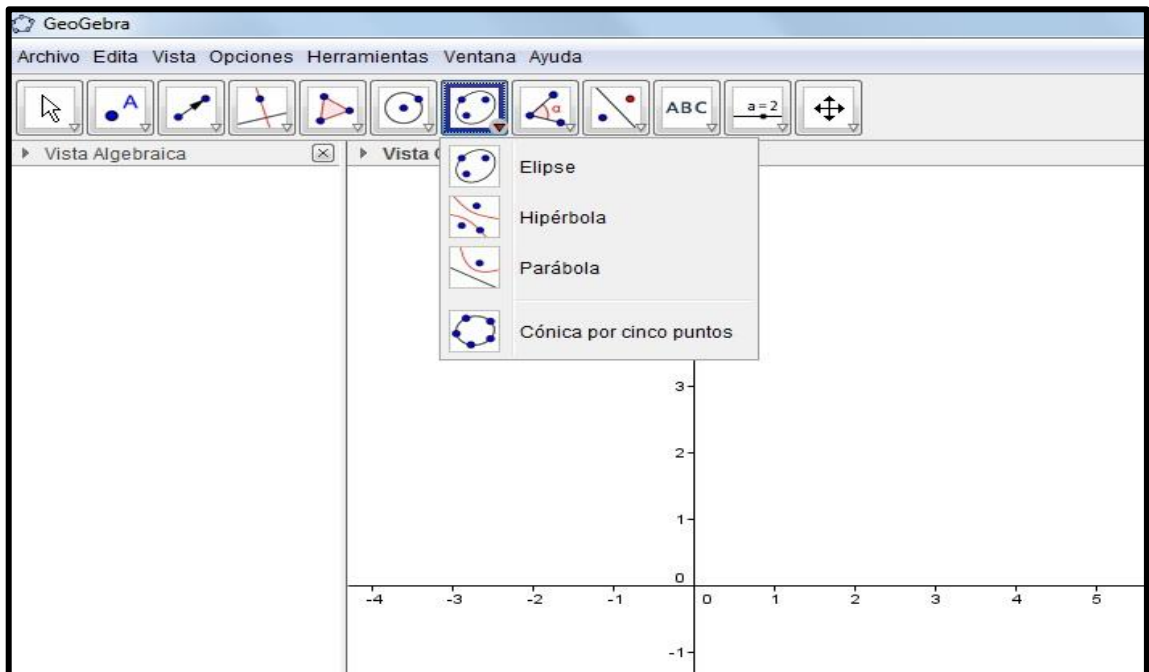 GeoGebra
Archivo Edita Vista Opciones Herramientas Ventana Ayuda
A
α
ABC
a=2
Vista Algebraica
Vista
Elipse
Hipérbola
Parábola
Cónica por cinco puntos
3
2
1
0
-4 -3 -2 -1 0 1 2 3 4 5
-1